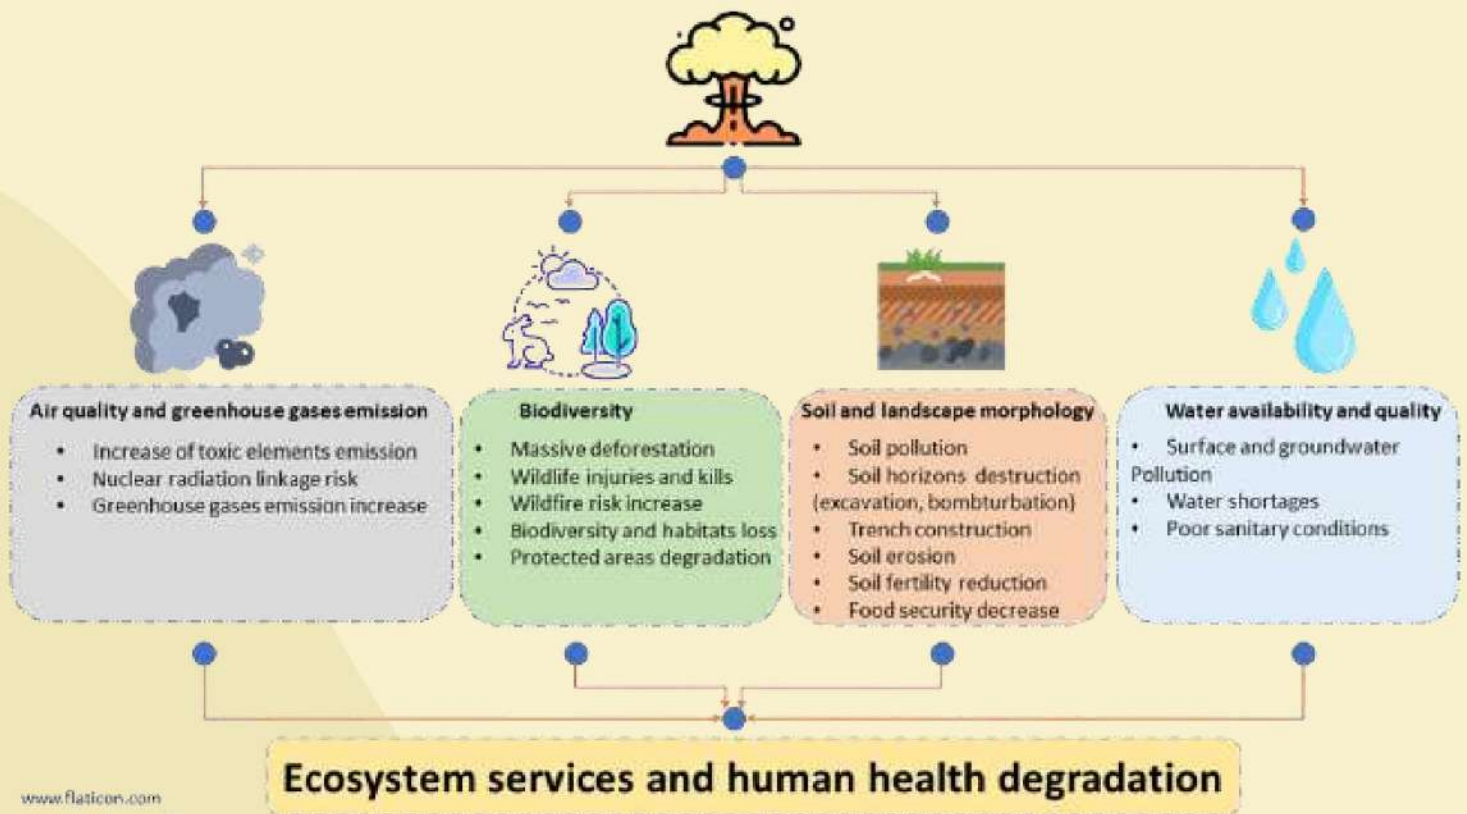 Air quality and greenhouse gases emission
• Increase of toxic elements emission
• Nuclear radiation linkage risk
• Greenhouse gases emission increase
Biodiversity
• Massive deforestation
• Wildlife injuries and kills
• Wildfire risk increase
• Biodiversity and habitats loss
• Protected areas degradation
Soil and landscape morphology
• Soil pollution
• Soil horizons destruction
(excavation, bombturbation)
• Trench construction
• Soil erosion
• Soil fertility reduction
• Food security decrease
Water availability and quality
• Surface and groundwater
Pollution
• Water shortages
• Poor sanitary conditions
Ecosystem services and human health degradation
www.flaticon.com